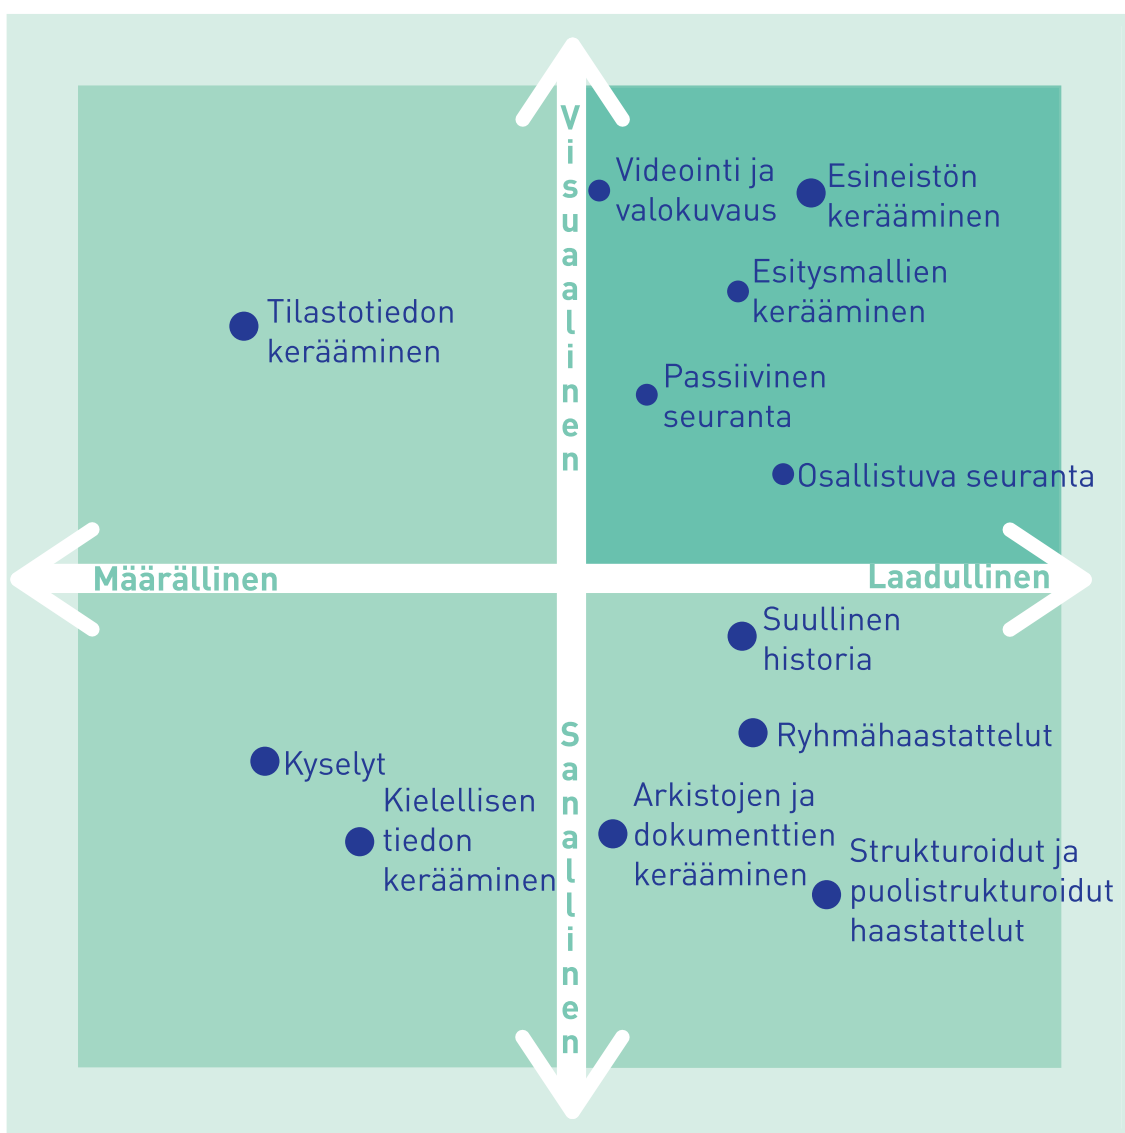 Visuaalinen
Videointi ja
valokuvaus
Esineistön
kerääminen
Esitysmallien
kerääminen
Tilastotiedon
kerääminen
Passiivinen
seuranta
Osallistuva seuranta
Määrällinen
Laadullinen
Suullinen
historia
Sanallinen
Ryhmähaastattelut
Kyselyt
Kielellisen
tiedon
kerääminen
Arkistojen ja
dokumenttien
kerääminen
Strukturoidut ja
puolistrukturoidut
haastattelut